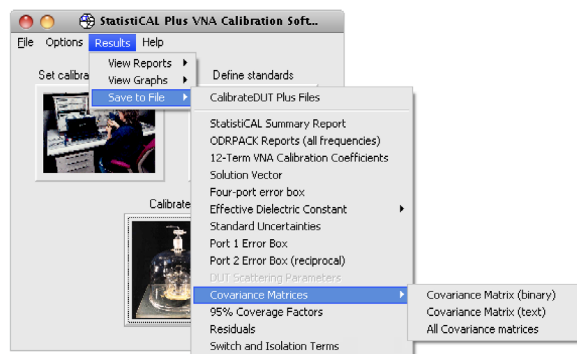 StatistiCAL Plus VNA Calibration Soft...
File Options Results Help
View Reports
View Graphs
Save to File
Set calibra
Define standards
CalibrateDUT Plus Files
StatistiCAL Summary Report
ODRPACK Reports (all frequencies)
12-Term VNA Calibration Coefficients
Solution Vector
Four-port error box
Calibrate
Effective Dielectric Constant
Standard Uncertainties
Port 1 Error Box
Port 2 Error Box (reciprocal)
DUT Scattering Parameters
Covariance Matrices
Covariance Matrix (binary)
95% Coverage Factors
Covariance Matrix (text)
Residuals
All Covariance matrices
Switch and Isolation Terms